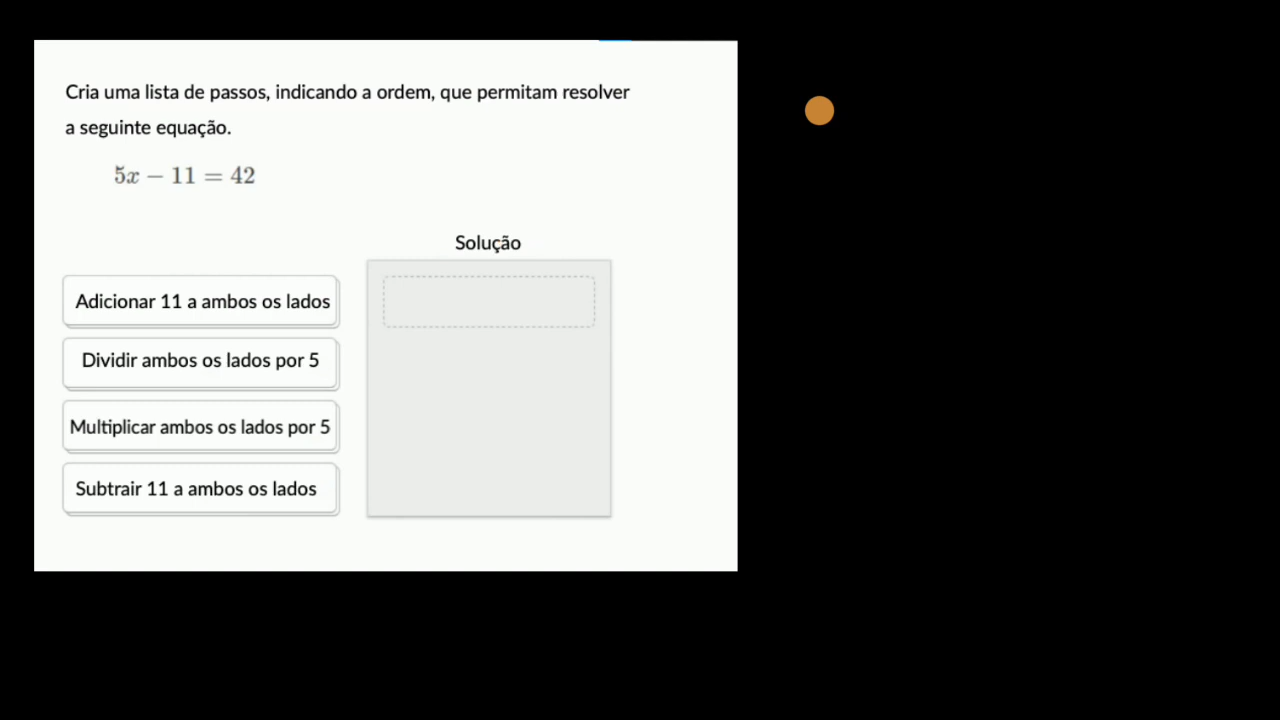 Cria uma lista de passos, indicando a ordem, que permitam resolver
a seguinte equação.
5x − 11 = 42
Solução
Adicionar 11 a ambos os lados
Dividir ambos os lados por 5
Multiplicar ambos os lados por 5
Subtrair 11 a ambos os lados